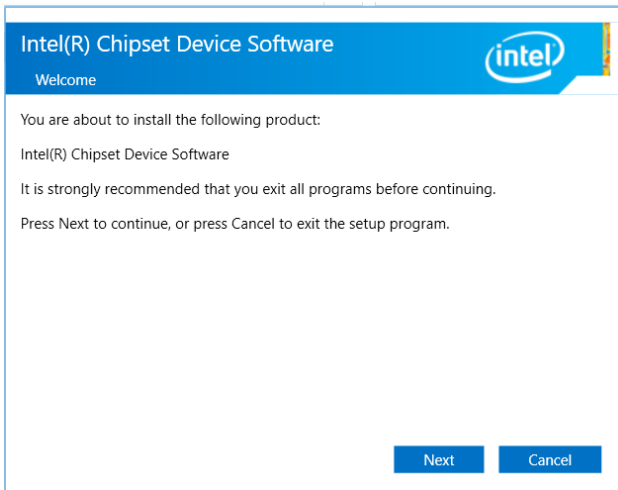 Intel(R) Chipset Device Software
intel
Welcome
You are about to install the following product:
Intel(R) Chipset Device Software
It is strongly recommended that you exit all programs before continuing.
Press Next to continue, or press Cancel to exit the setup program.
Next
Cancel